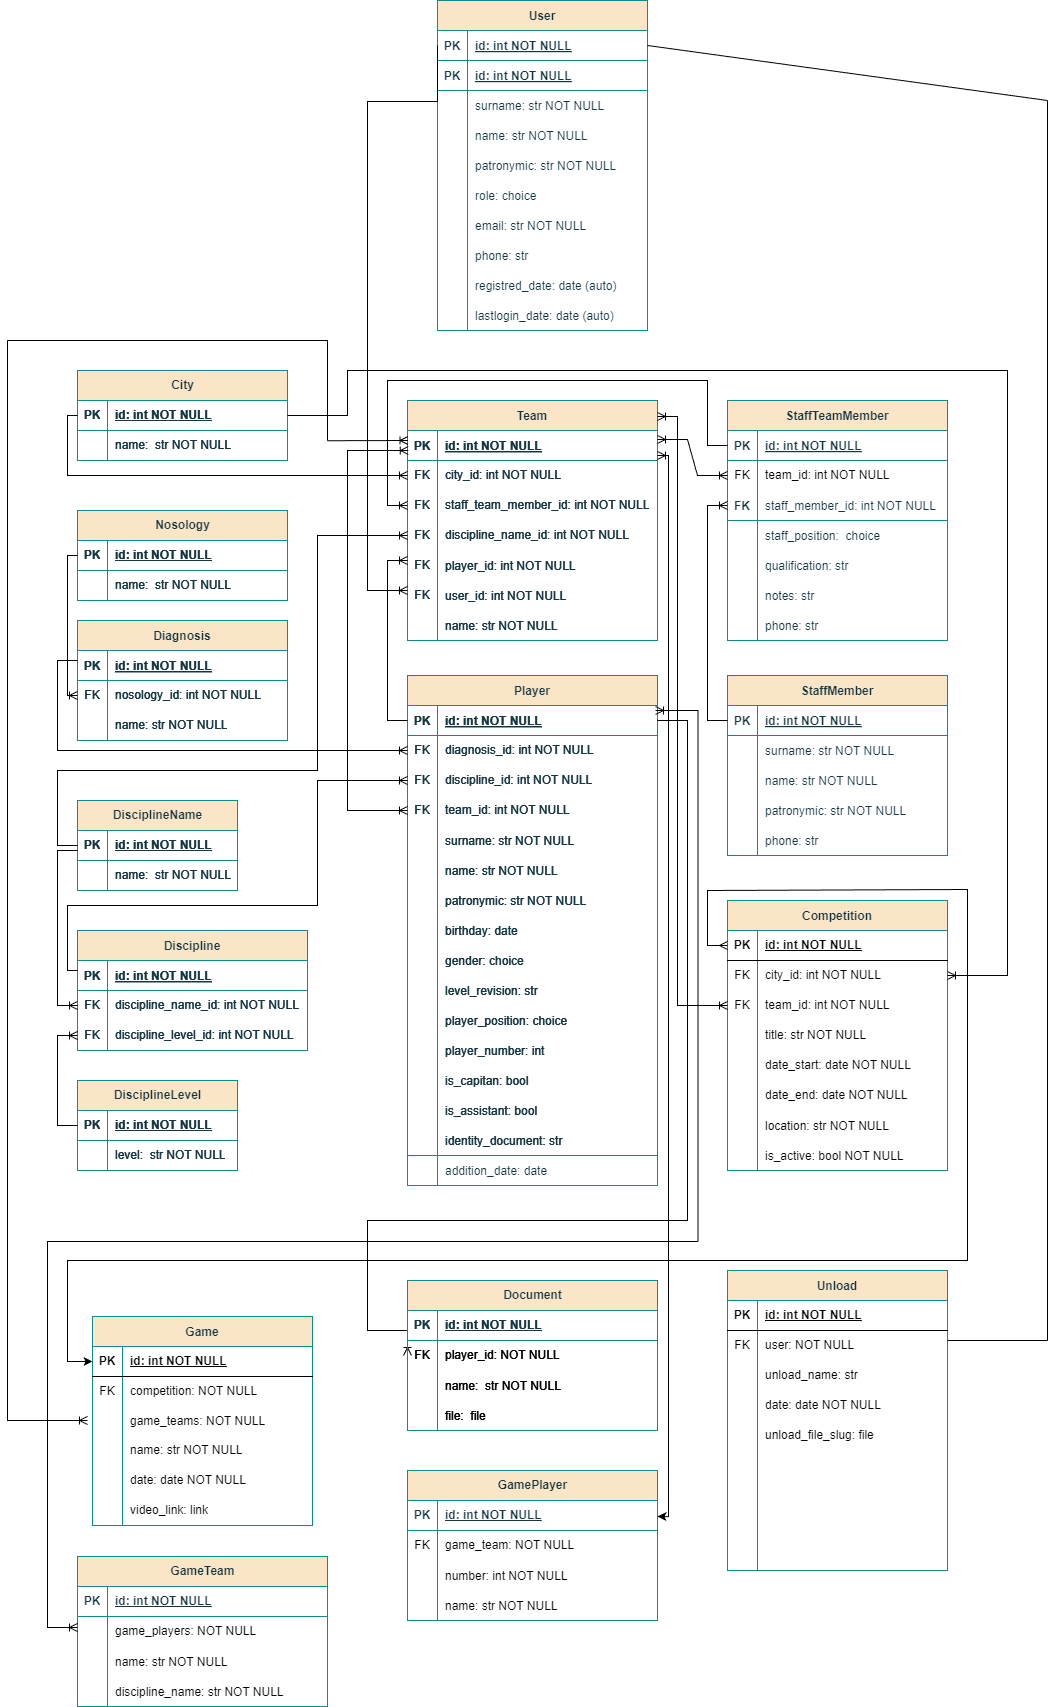 User
PK id: int NOT NULL
PK id: int NOT NULL
surname: str NOT NULL
name: str NOT NULL
patronymic: str NOT NULL
role: choice
email: str NOT NULL
phone: str
registred_date: date (auto)
lastlogin_date: date (auto)
City
PK id: int NOT NULL
name: str NOT NULL
Nosology
PK id: int NOT NULL
name: str NOT NULL
Diagnosis
PK id: int NOT NULL
FK nosology_id: int NOT NULL
name: str NOT NULL
DisciplineName
PK id: int NOT NULL
name: str NOT NULL
Discipline
PK id: int NOT NULL
FK discipline_name_id: int NOT NULL
FK discipline_level_id: int NOT NULL
DisciplineLevel
PK id: int NOT NULL
level: str NOT NULL
Team
PK id: int NOT NULL
FK city_id: int NOT NULL
FK staff_team_member_id: int NOT NULL
FK discipline_name_id: int NOT NULL
FK player_id: int NOT NULL
FK user_id: int NOT NULL
name: str NOT NULL
Player
PK id: int NOT NULL
FK diagnosis_id: int NOT NULL
FK discipline_id: int NOT NULL
FK team_id: int NOT NULL
surname: str NOT NULL
name: str NOT NULL
patronymic: str NOT NULL
birthday: date
gender: choice
level_revision: str
player_position: choice
player_number: int
is_capitan: bool
is_assistant: bool
identity_document: str
addition_date: date
StaffTeamMember
PK id: int NOT NULL
FK team_id: int NOT NULL
FK staff_member_id: int NOT NULL
staff_position: choice
qualification: str
notes: str
phone: str
StaffMember
PK id: int NOT NULL
surname: str NOT NULL
name: str NOT NULL
patronymic: str NOT NULL
phone: str
Competition
PK id: int NOT NULL
FK city_id: int NOT NULL
FK team_id: int NOT NULL
title: str NOT NULL
date_start: date NOT NULL
date_end: date NOT NULL
location: str NOT NULL
is_active: bool NOT NULL
Game
PK id: int NOT NULL
FK competition: NOT NULL
game_teams: NOT NULL
name: str NOT NULL
date: date NOT NULL
video_link: link
GameTeam
PK id: int NOT NULL
game_players: NOT NULL
name: str NOT NULL
discipline_name: str NOT NULL
Document
PK id: int NOT NULL
FK player_id: NOT NULL
name: str NOT NULL
file: file
GamePlayer
PK id: int NOT NULL
FK game_team: NOT NULL
number: int NOT NULL
name: str NOT NULL
Unload
PK id: int NOT NULL
FK user: NOT NULL
unload_name: str
date: date NOT NULL
unload_file_slug: file